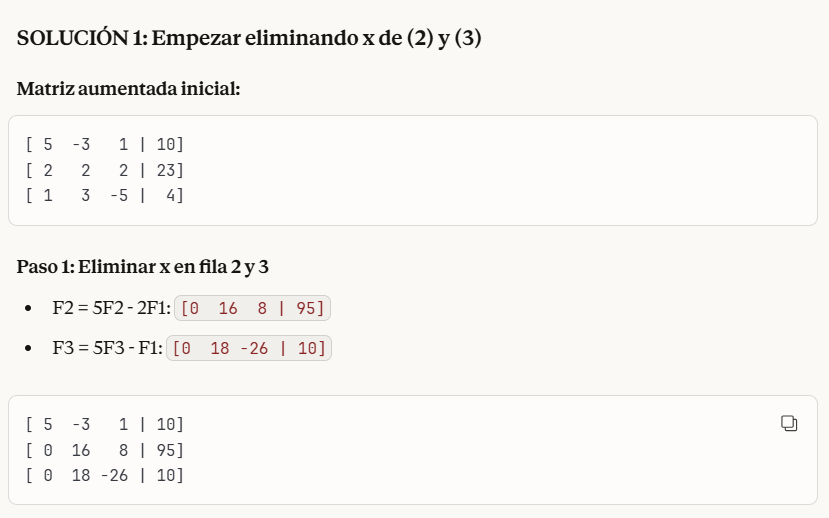 SOLUCIÓN 1: Empezar eliminando x de (2) y (3)
Matriz aumentada inicial:
[ 5  -3   1 | 10]
[ 2   2   2 | 23]
[ 1   3  -5 |  4]
Paso 1: Eliminar x en fila 2 y 3
• F2 = 5F2 - 2F1: [0  16  8 | 95]
• F3 = 5F3 - F1: [0  18 -26 | 10]
[ 5  -3   1 | 10]
[ 0  16   8 | 95]
[ 0  18 -26 | 10]